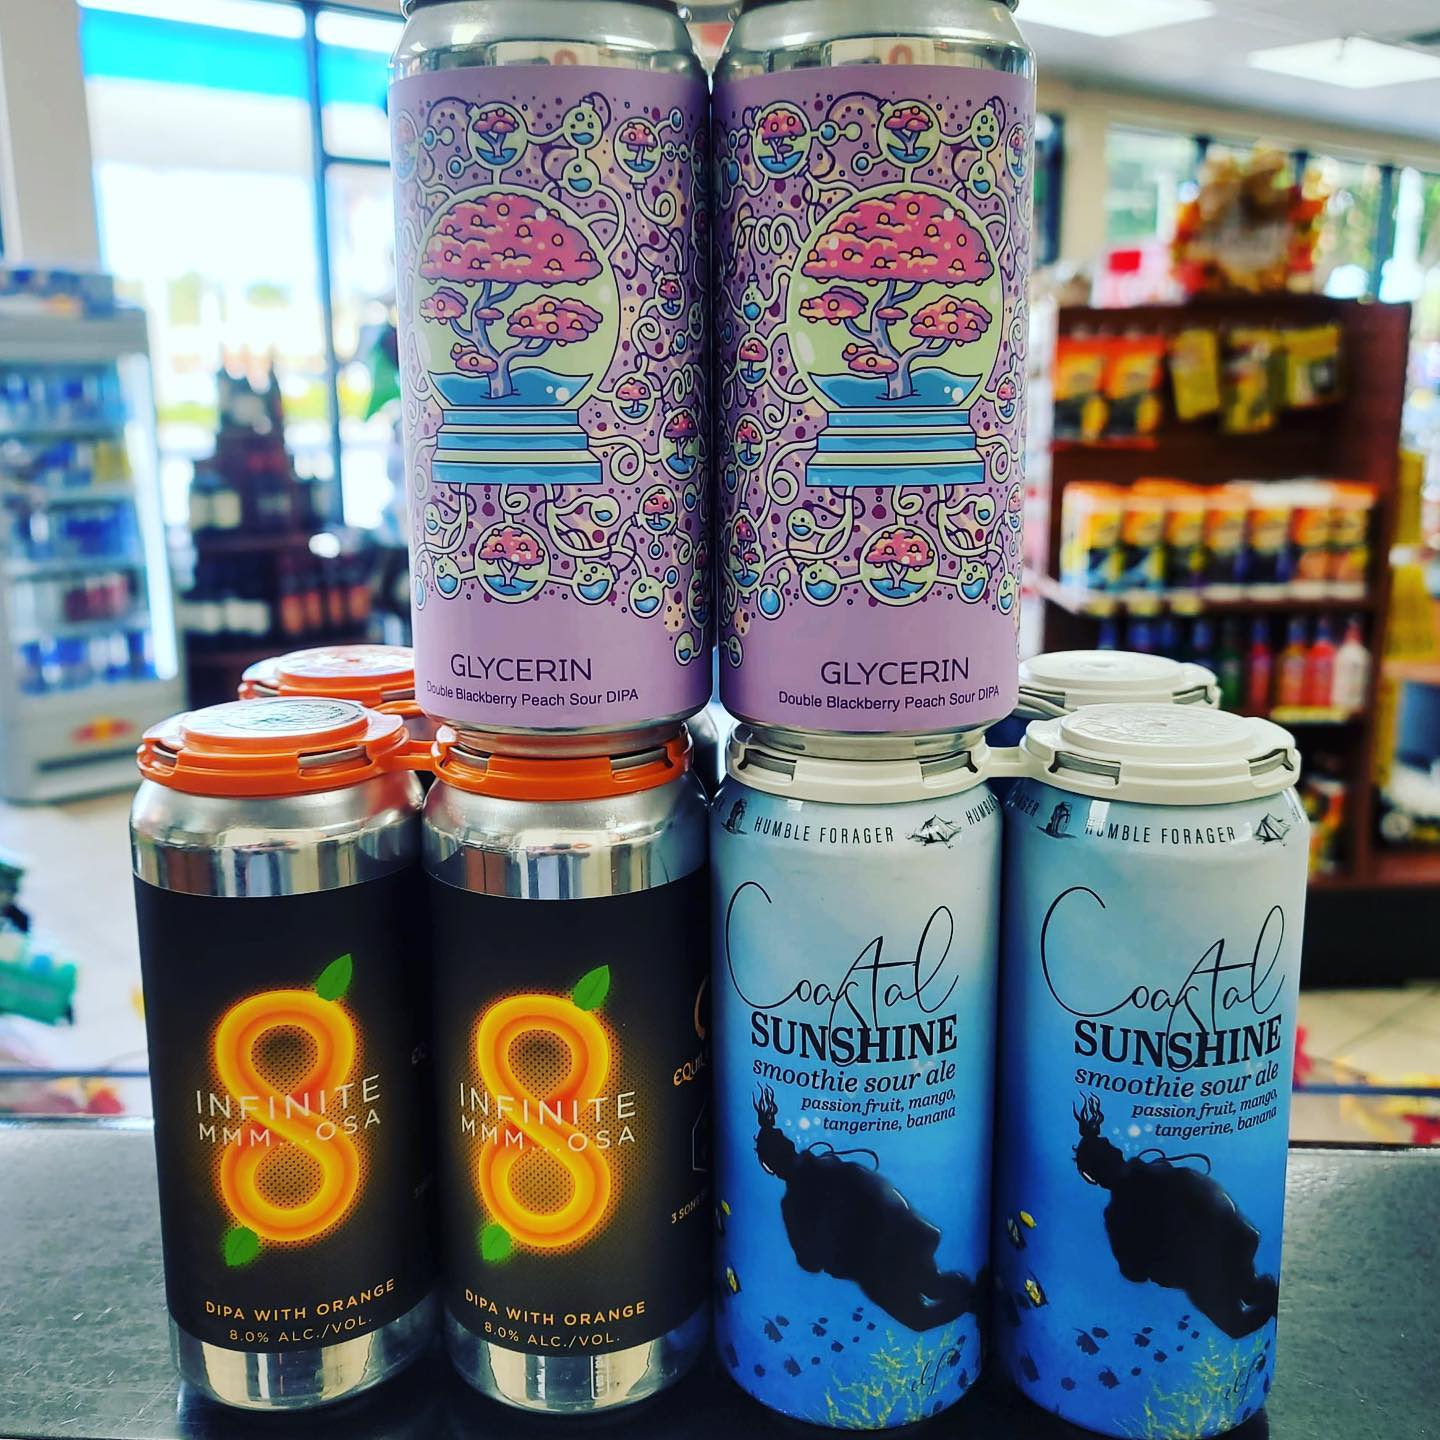 GLYCERIN
Double Blackberry Peach Sour DIPA
GLYCERIN
Double Blackberry Peach Sour DIPA
INFINITE
MMM...OSA
DIPA WITH ORANGE
8.0% ALC./VOL.
INFINITE
MMM...OSA
DIPA WITH ORANGE
8.0% ALC./VOL.
HUMBLE FORAGER
Coastal
SUNSHINE
smoothie sour ale
passion fruit, mango,
tangerine, banana
HUMBLE FORAGER
Coastal
SUNSHINE
smoothie sour ale
passion fruit, mango,
tangerine, banana